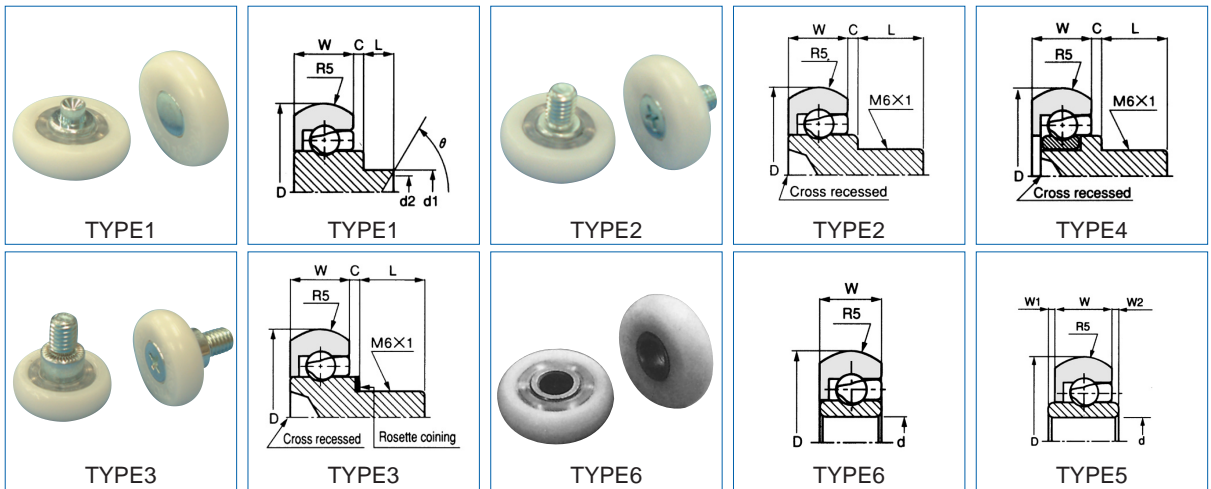 TYPE1
W C L
R5
θ
D
d2 d1
TYPE1
TYPE2
W C L
R5
M6×1
D
Cross recessed
TYPE2
W C L
R5
M6×1
D
Cross recessed
TYPE4
TYPE3
W C L
R5
M6×1
D
Cross recessed Rosette coining
TYPE3
TYPE6
W
R5
D d
TYPE6
W1 W W2
R5
D d
TYPE5